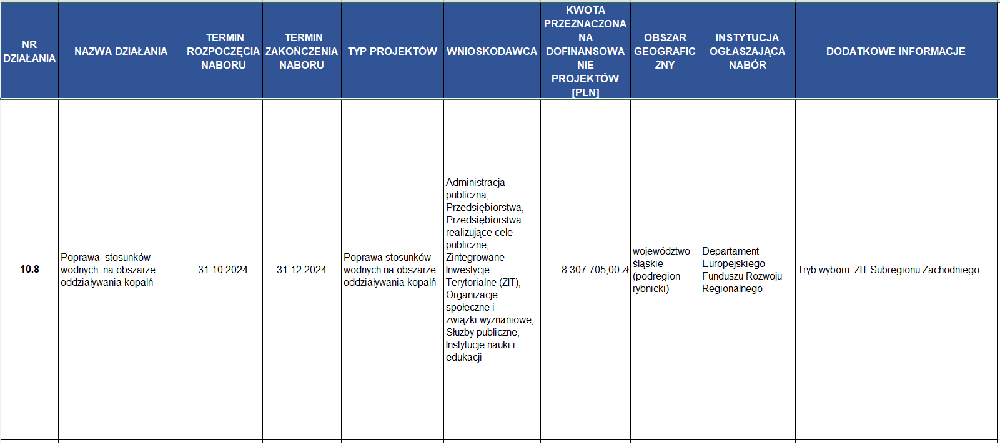 NR
DZIAŁANIA
NAZWA DZIAŁANIA
TERMIN
ROZPOCZĘCIA
NABORU
TERMIN
ZAKOŃCZENIA
NABORU
TYP PROJEKTÓW
WNIOSKODAWCA
KWOTA
PRZEZNACZONA
NA
DOFINANSOWA
NIE
PROJEKTÓW
[PLN]
OBSZAR
GEOGRAFIC
ZNY
INSTYTUCJA
OGŁASZAJĄCA
NABÓR
DODATKOWE INFORMACJE
10.8
Poprawa  stosunków
wodnych  na obszarze
oddziaływania kopalń
31.10.2024
31.12.2024
Poprawa stosunków
wodnych na obszarze
oddziaływania kopalń
Administracja
publiczna,
Przedsiębiorstwa,
Przedsiębiorstwa
realizujące cele
publiczne,
Zintegrowane
Inwestycje
Terytorialne (ZIT),
Organizacje
społeczne i
związki wyznaniowe,
Służby publiczne,
Instytucje nauki i
edukacji
8 307 705,00 zł
województwo
śląskie
(podregion
rybnicki)
Departament
Europejskiego
Funduszu Rozwoju
Regionalnego
Tryb wyboru: ZIT Subregionu Zachodniego